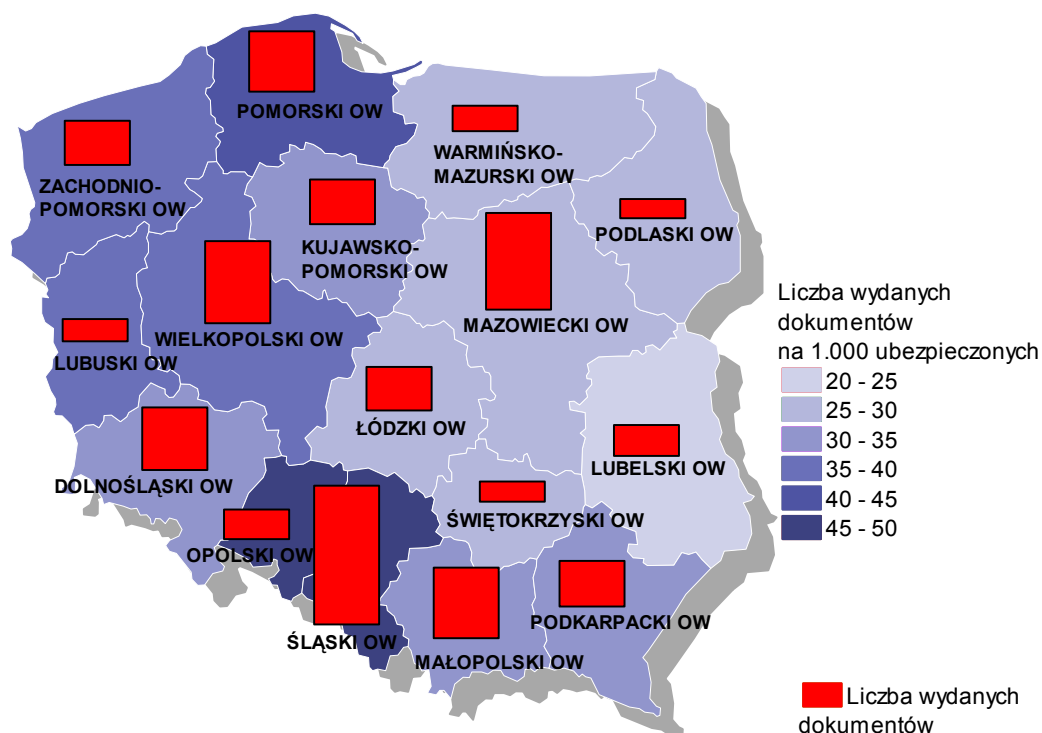 POMORSKI OW
WARMIŃSKO-
MAZURSKI OW
ZACHODNIO-
POMORSKI OW
KUJAWSKO-
POMORSKI OW
PODLASKI OW
MAZOWIECKI OW
WIELKOPOLSKI OW
LUBUSKI OW
ŁÓDZKI OW
LUBELSKI OW
DOLNOŚLĄSKI OW
ŚWIĘTOKRZYSKI OW
OPOLSKI OW
PODKARPACKI OW
ŚLĄSKI OW
MAŁOPOLSKI OW
Liczba wydanych
dokumentów
na 1.000 ubezpieczonych
20 - 25
25 - 30
30 - 35
35 - 40
40 - 45
45 - 50
Liczba wydanych
dokumentów